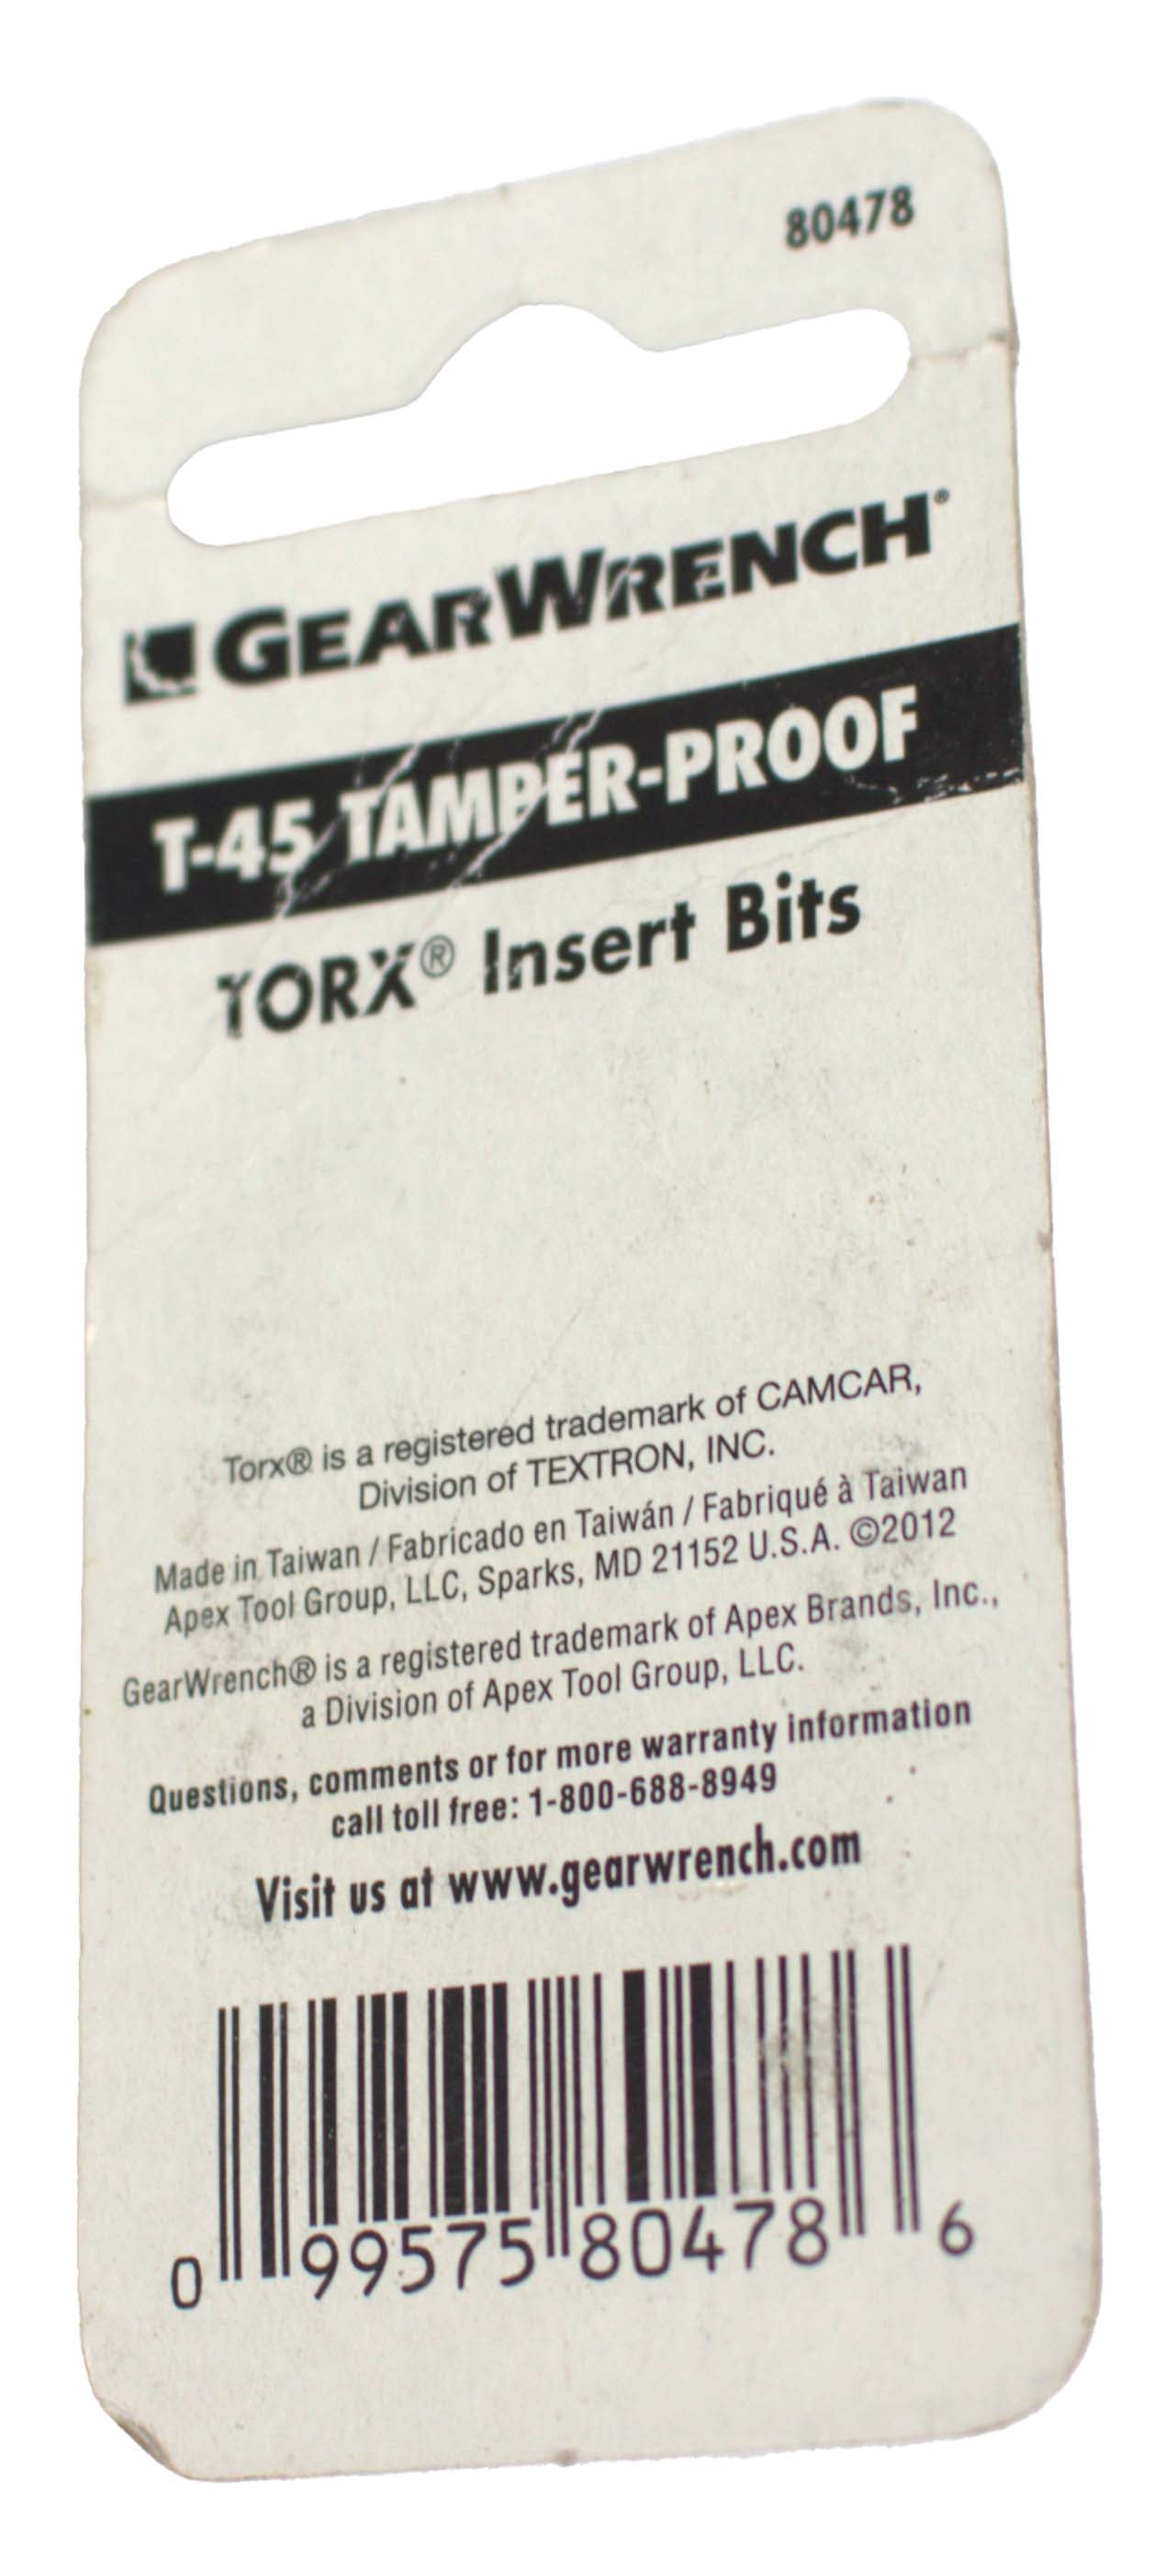 80478
GEARWRENCH®
T-45 TAMPER-PROOF
TORX® Insert Bits
Torx® is a registered trademark of CAMCAR,
Division of TEXTRON, INC.
Made in Taiwan / Fabricado en Taiwán / Fabriqué à Taiwan
Apex Tool Group, LLC, Sparks, MD 21152 U.S.A. ©2012
GearWrench® is a registered trademark of Apex Brands, Inc.,
a Division of Apex Tool Group, LLC.
Questions, comments or for more warranty information
call toll free: 1-800-688-8949
Visit us at www.gearwrench.com
0 99575 80478 6